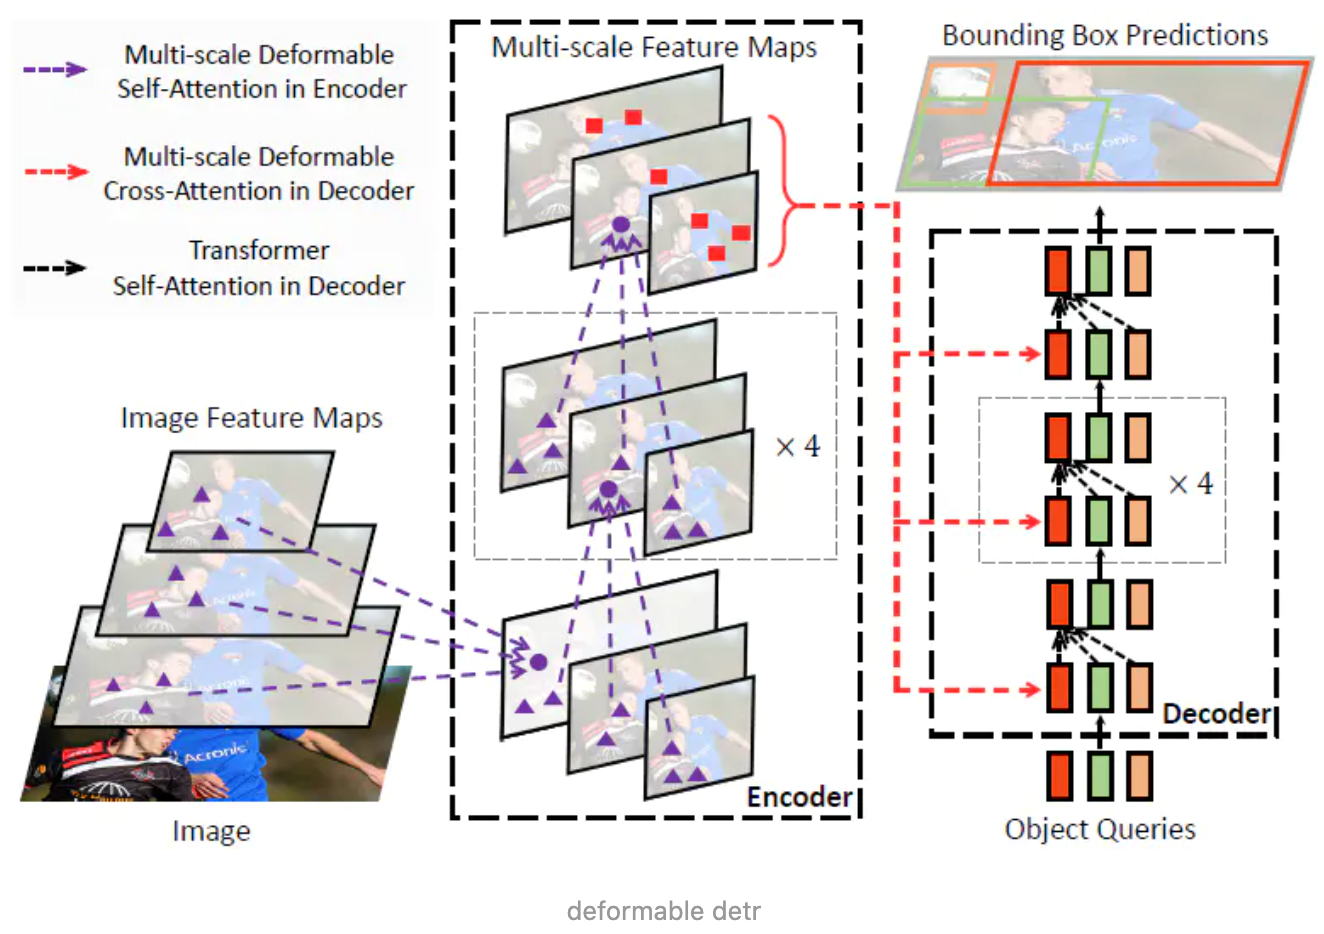 Multi-scale Deformable
Self-Attention in Encoder
Multi-scale Deformable
Cross-Attention in Decoder
Transformer
Self-Attention in Decoder
Image Feature Maps
Image
Multi-scale Feature Maps
× 4
Encoder
Bounding Box Predictions
Acronis
× 4
Decoder
Object Queries
Acronis
deformable detr